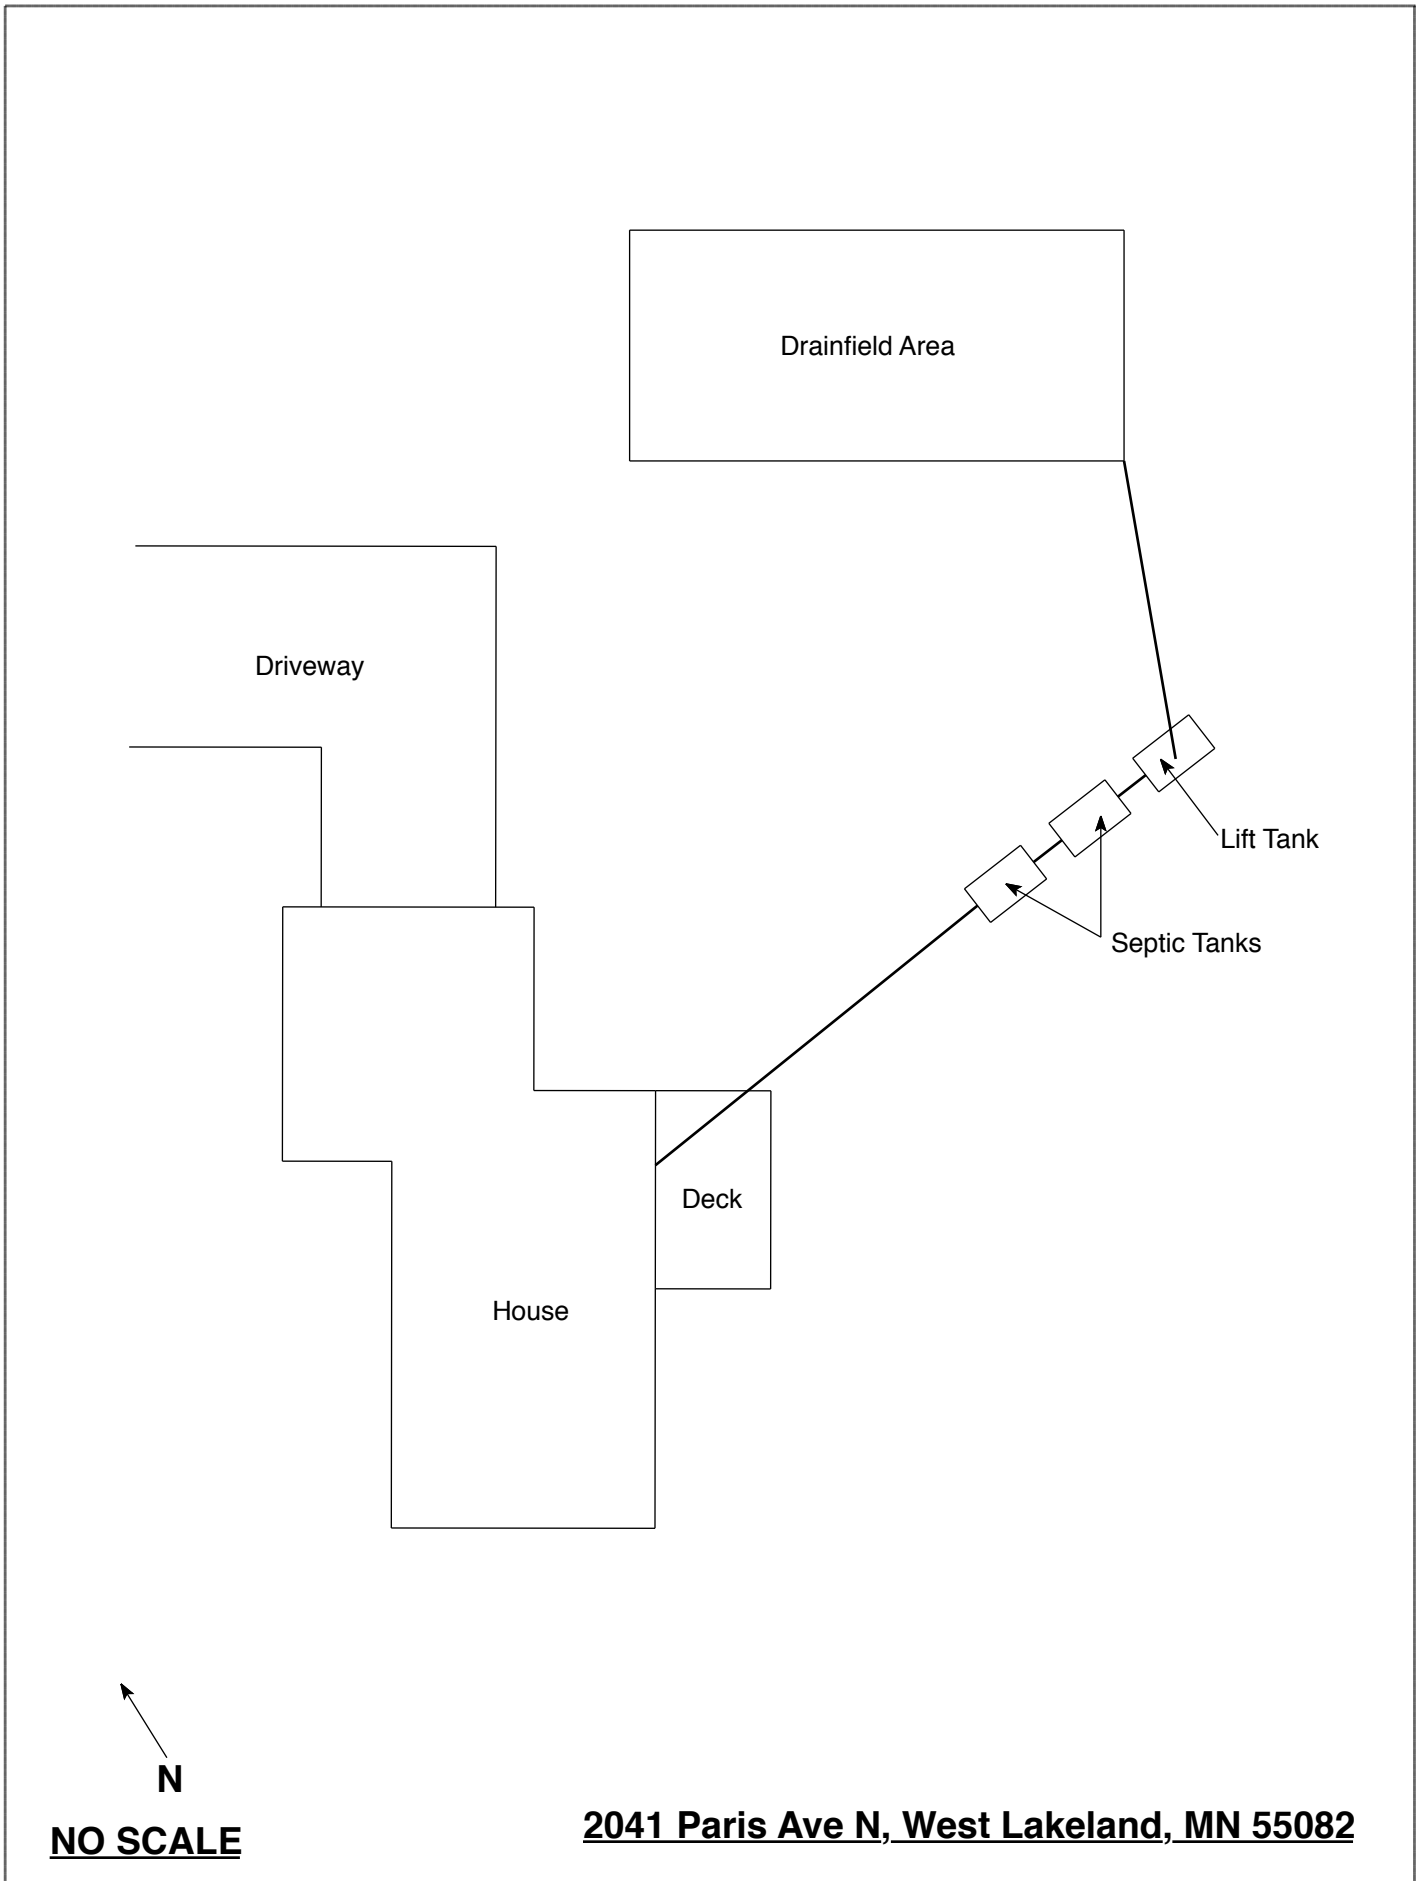 Drainfield Area
Driveway
Lift Tank
Septic Tanks
Deck
House
N
NO SCALE
2041 Paris Ave N, West Lakeland, MN 55082